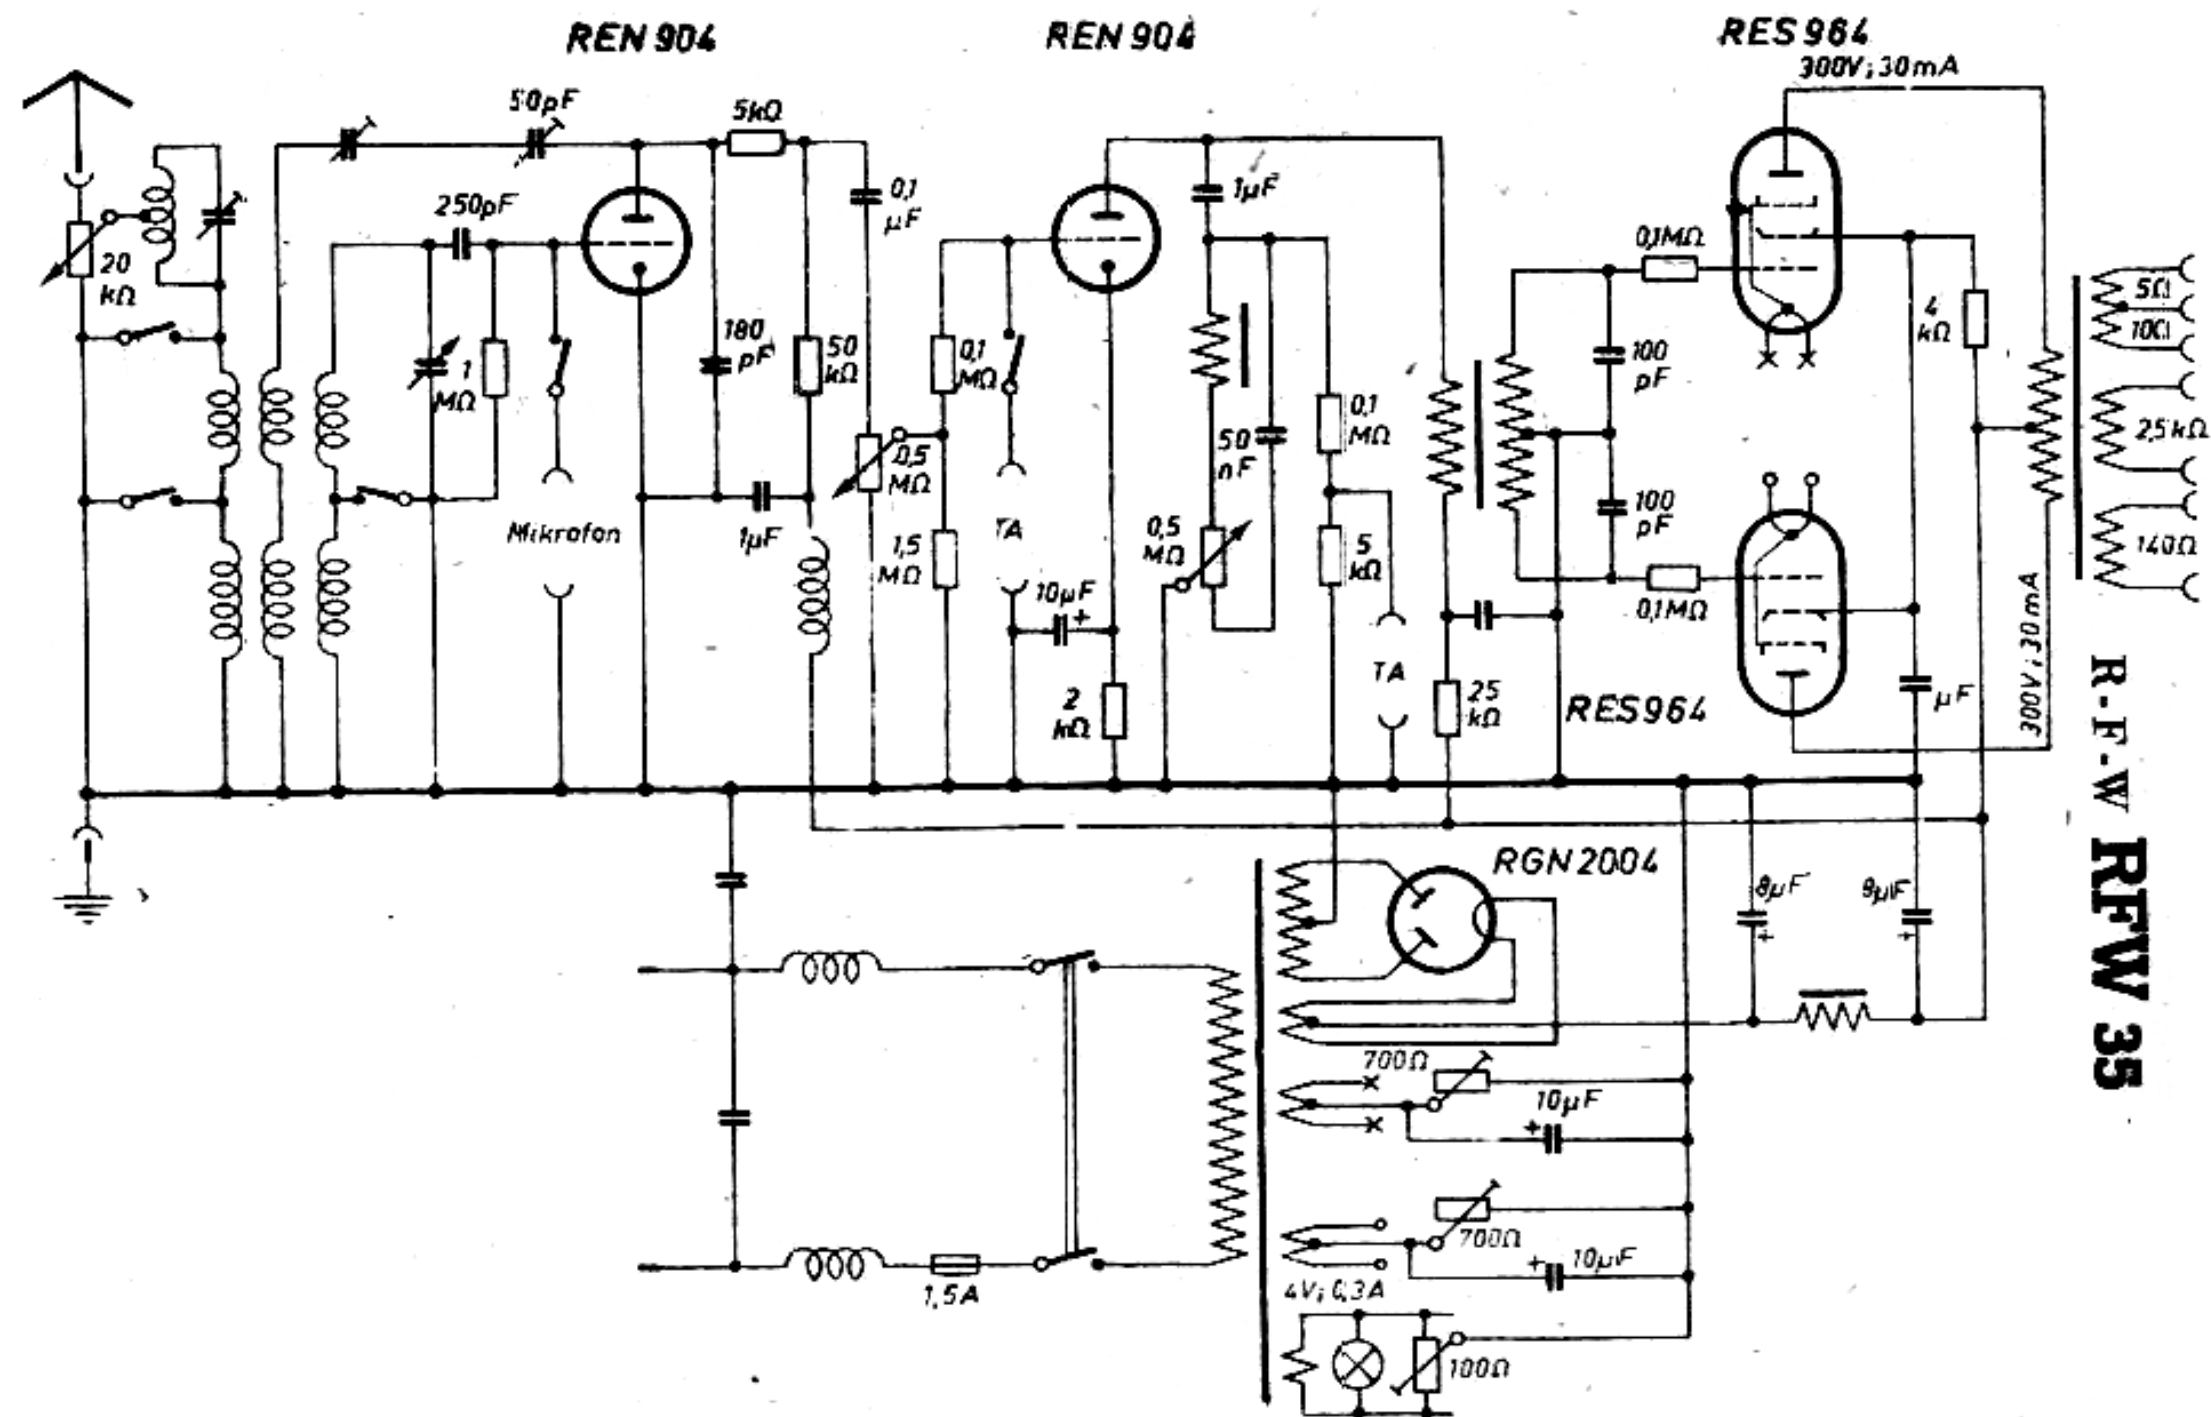 REN 904
REN 904
RES 964
300V; 30mA
50pF
5kΩ
250pF
0,1
µF
1µF
20
kΩ
0,1MΩ
5Ω
10Ω
4
kΩ
180
pF
50
kΩ
1
MΩ
0,1
MΩ
100
pF
0,1
MΩ
2,5kΩ
0,5
MΩ
50
nF
Mikrofon
1µF
TA
1,5
MΩ
0,5
MΩ
5
kΩ
100
pF
140Ω
10µF
+
0,1MΩ
TA
2
kΩ
25
kΩ
RES964
µF
300V; 30mA
R-F-W RFW 35
RGN2004
8µF
+
8µF
+
700Ω
10µF
+
700Ω
10µF
+
1,5A
4V; 0,3A
100Ω